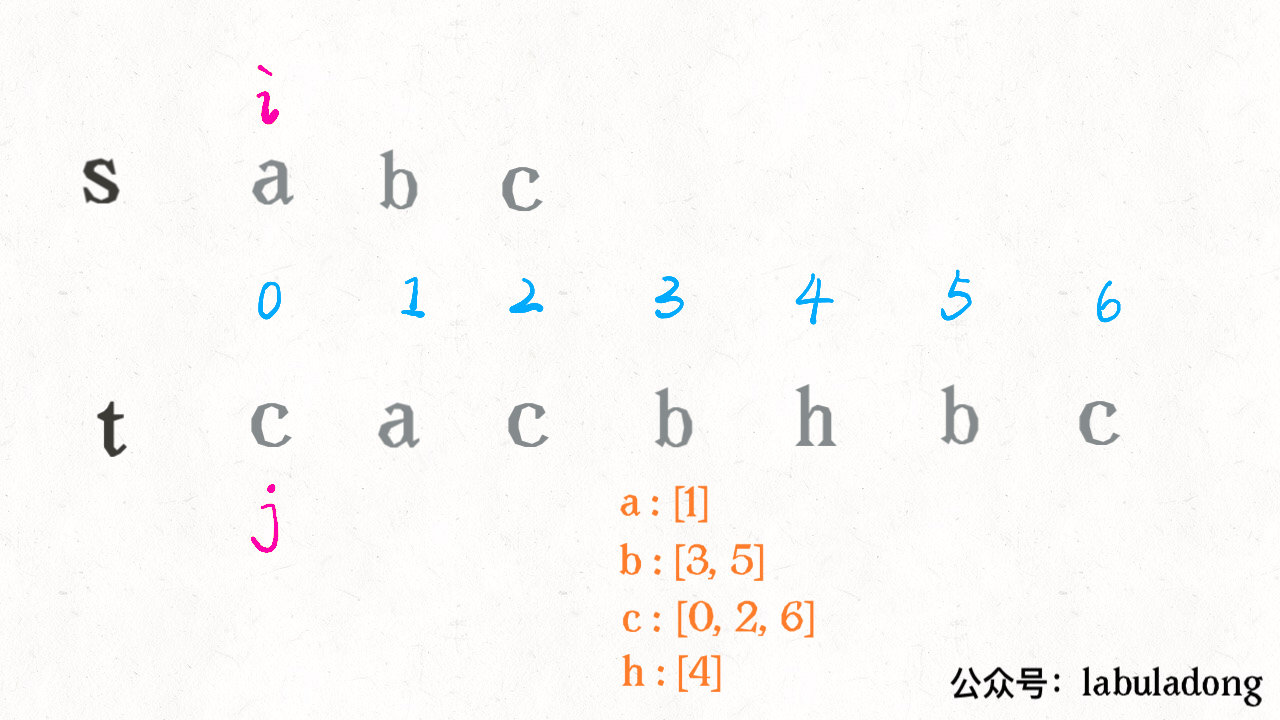 i
s a b c
0 1 2 3 4 5 6
t c a c b h b c
j
a : [1]
b : [3, 5]
c : [0, 2, 6]
h : [4]
公众号：labuladong